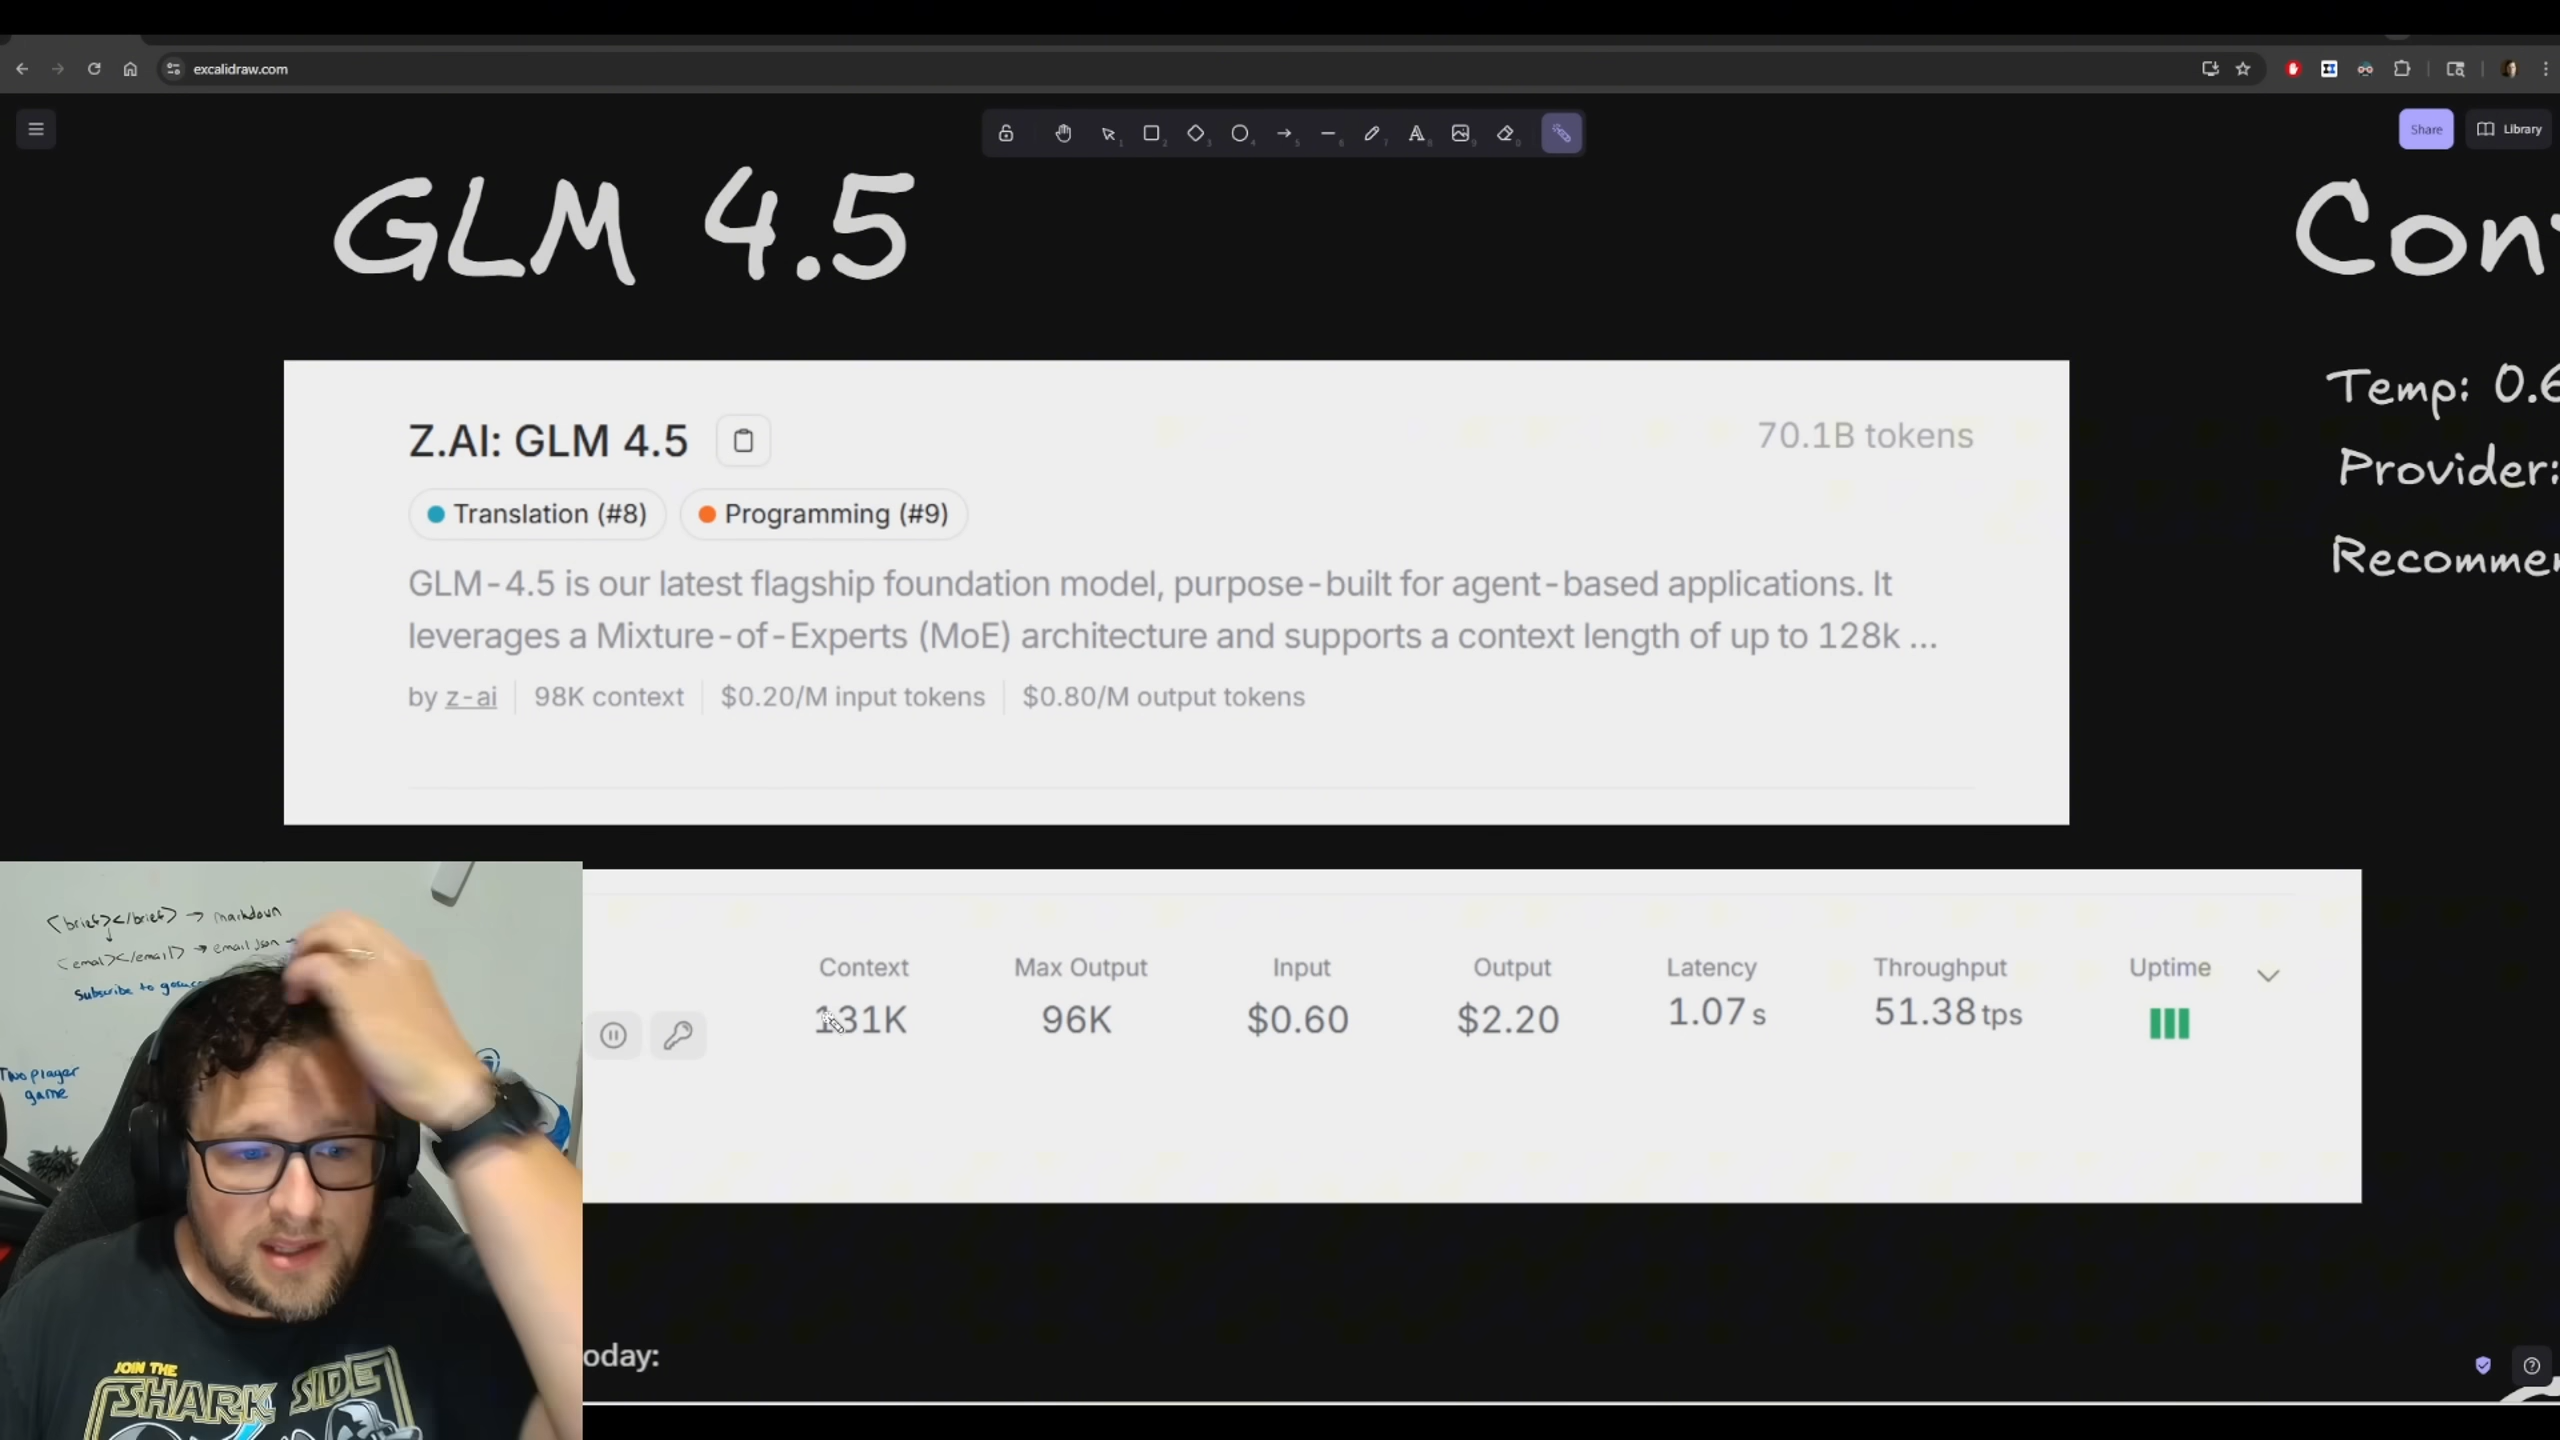 excalidraw.com
Share
Library
GLM 4.5
Con
Temp: 0.6
Provider:
Recommen
Z.AI: GLM 4.5
70.1B tokens
Translation (#8)
Programming (#9)
GLM-4.5 is our latest flagship foundation model, purpose-built for agent-based applications. It
leverages a Mixture-of-Experts (MoE) architecture and supports a context length of up to 128k ...
by z-ai
98K context
$0.20/M input tokens
$0.80/M output tokens
Context
Max Output
Input
Output
Latency
Throughput
Uptime
131K
96K
$0.60
$2.20
1.07 s
51.38 tps
<brief></brief> → markdown
<email></email> → email json →
Subscribe to
Two player
game
JOIN THE
SHARK SIDE
oday: